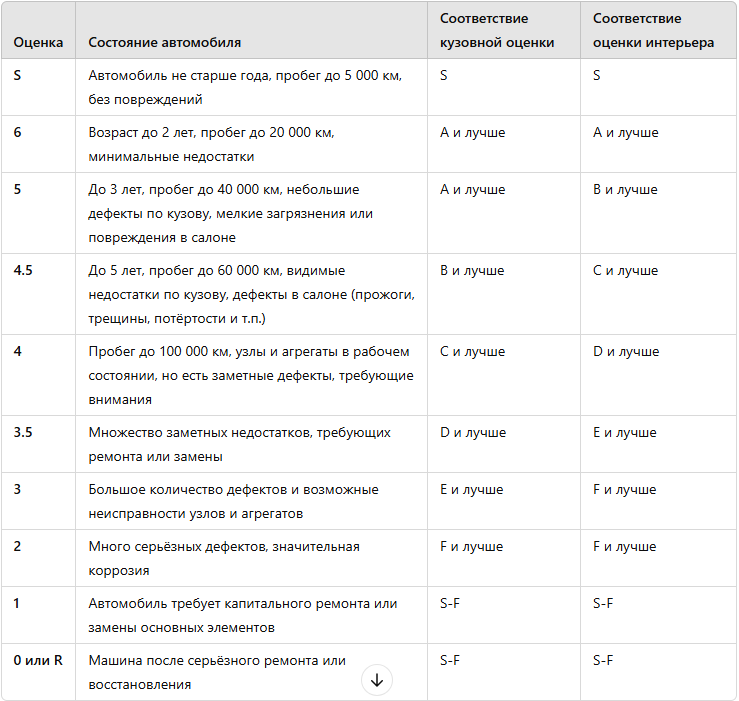 Оценка Состояние автомобиля Соответствие кузовной оценки Соответствие оценки интерьера
S Автомобиль не старше года, пробег до 5 000 км, S S
без повреждений
6 Возраст до 2 лет, пробег до 20 000 км, A и лучше A и лучше
минимальные недостатки
5 До 3 лет, пробег до 40 000 км, небольшие A и лучше B и лучше
дефекты по кузову, мелкие загрязнения или
повреждения в салоне
4.5 До 5 лет, пробег до 60 000 км, видимые B и лучше C и лучше
недостатки по кузову, дефекты в салоне (прожоги,
трещины, потёртости и т.п.)
4 Пробег до 100 000 км, узлы и агрегаты в рабочем C и лучше D и лучше
состоянии, но есть заметные дефекты, требующие
внимания
3.5 Множество заметных недостатков, требующих D и лучше E и лучше
ремонта или замены
3 Большое количество дефектов и возможные E и лучше F и лучше
неисправности узлов и агрегатов
2 Много серьёзных дефектов, значительная F и лучше F и лучше
коррозия
1 Автомобиль требует капитального ремонта или S-F S-F
замены основных элементов
0 или R Машина после серьёзного ремонта или S-F S-F
восстановления